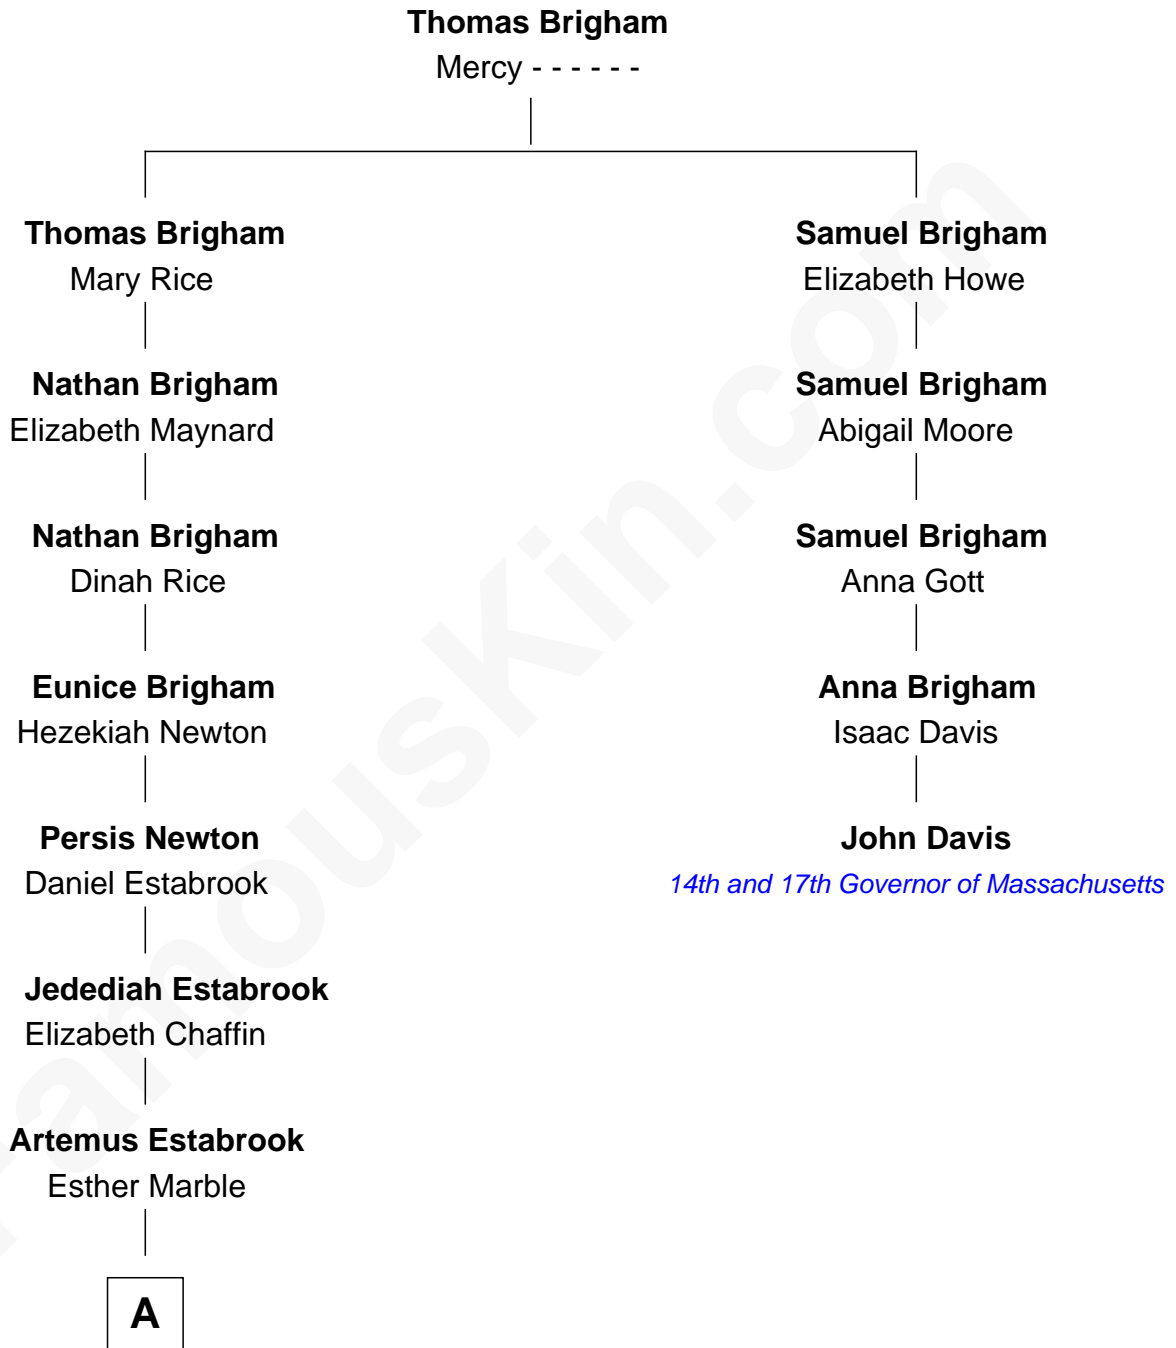 Thomas Brigham
Mercy - - - - - -
Thomas Brigham
Mary Rice
Samuel Brigham
Elizabeth Howe
Nathan Brigham
Elizabeth Maynard
Samuel Brigham
Abigail Moore
Nathan Brigham
Dinah Rice
Samuel Brigham
Anna Gott
Eunice Brigham
Hezekiah Newton
Anna Brigham
Isaac Davis
Persis Newton
Daniel Estabrook
John Davis
14th and 17th Governor of Massachusetts
Jedediah Estabrook
Elizabeth Chaffin
Artemus Estabrook
Esther Marble
A
FamousKin.com